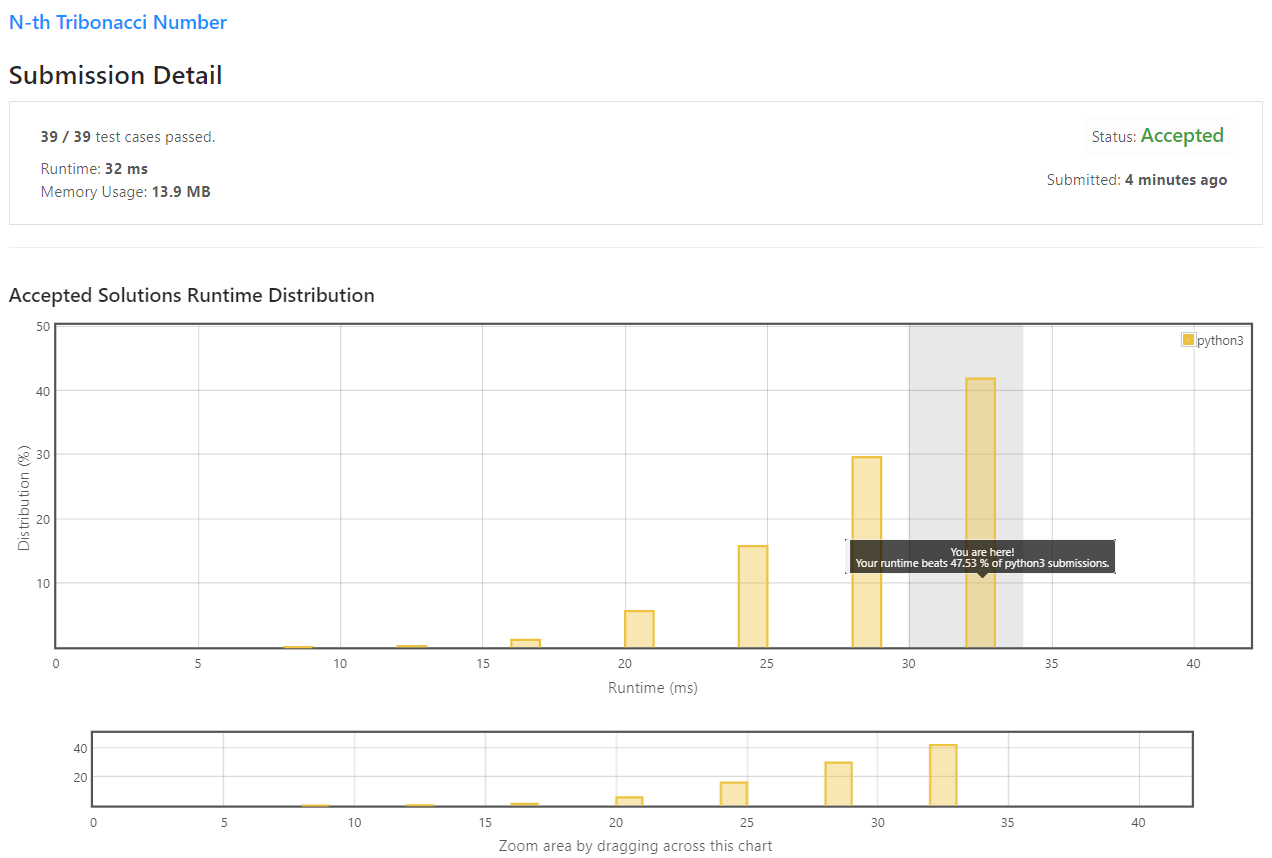 N-th Tribonacci Number
Submission Detail
39 / 39 test cases passed.
Status: Accepted
Runtime: 32 ms
Memory Usage: 13.9 MB
Submitted: 4 minutes ago
Accepted Solutions Runtime Distribution
50
python3
40
30
20
10
Distribution (%)
You are here!
Your runtime beats 47.53 % of python3 submissions.
0 5 10 15 20 25 30 35 40
Runtime (ms)
40
20
0 5 10 15 20 25 30 35 40
Zoom area by dragging across this chart